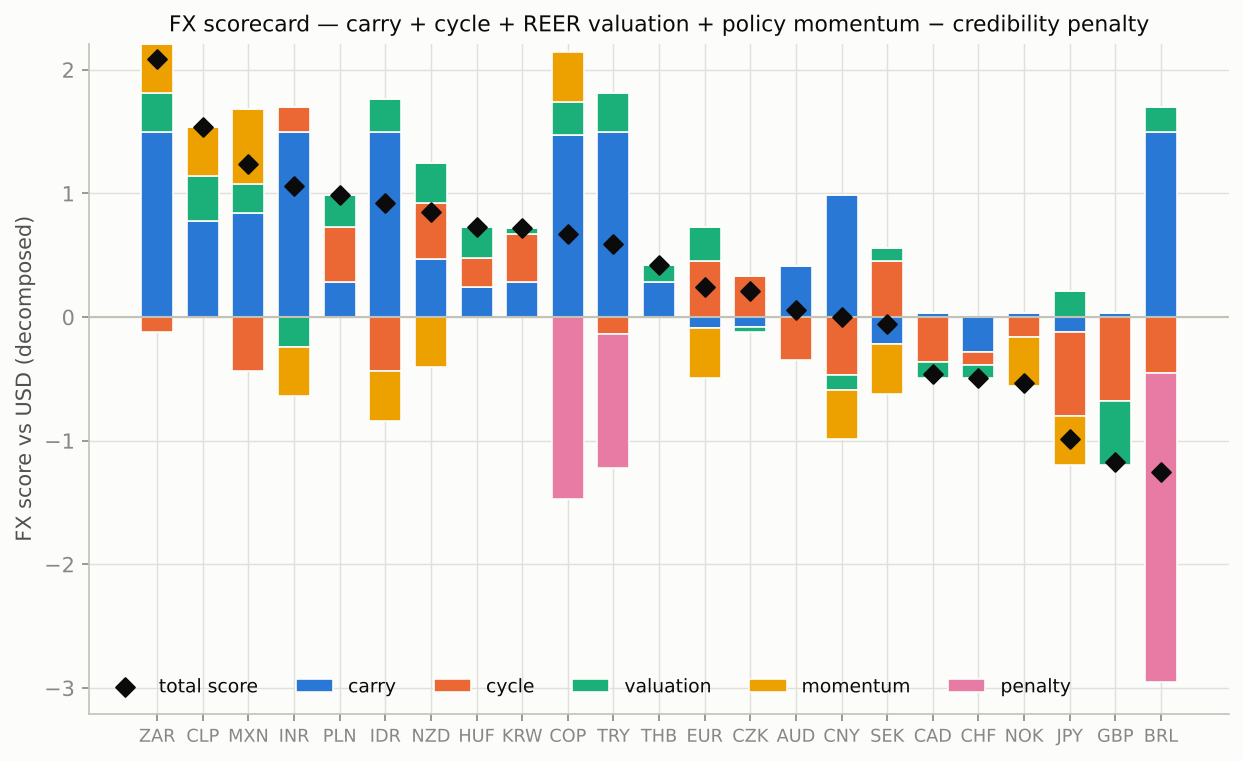 FX scorecard — carry + cycle + REER valuation + policy momentum − credibility penalty
FX score vs USD (decomposed)
2
1
0
−1
−2
−3
total score carry cycle valuation momentum penalty
ZAR CLP MXN INR PLN IDR NZD HUF KRW COP TRY THB EUR CZK AUD CNY SEK CAD CHF NOK JPY GBP BRL